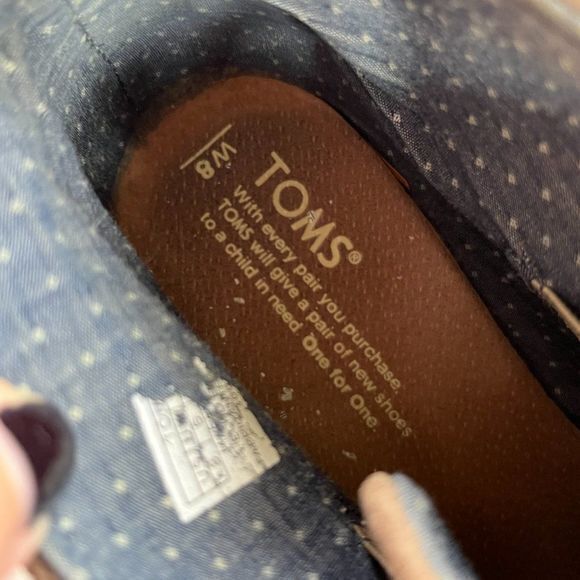 W
8
TOMS®
With every pair you purchase,
TOMS will give a pair of new shoes
to a child in need. One for One.